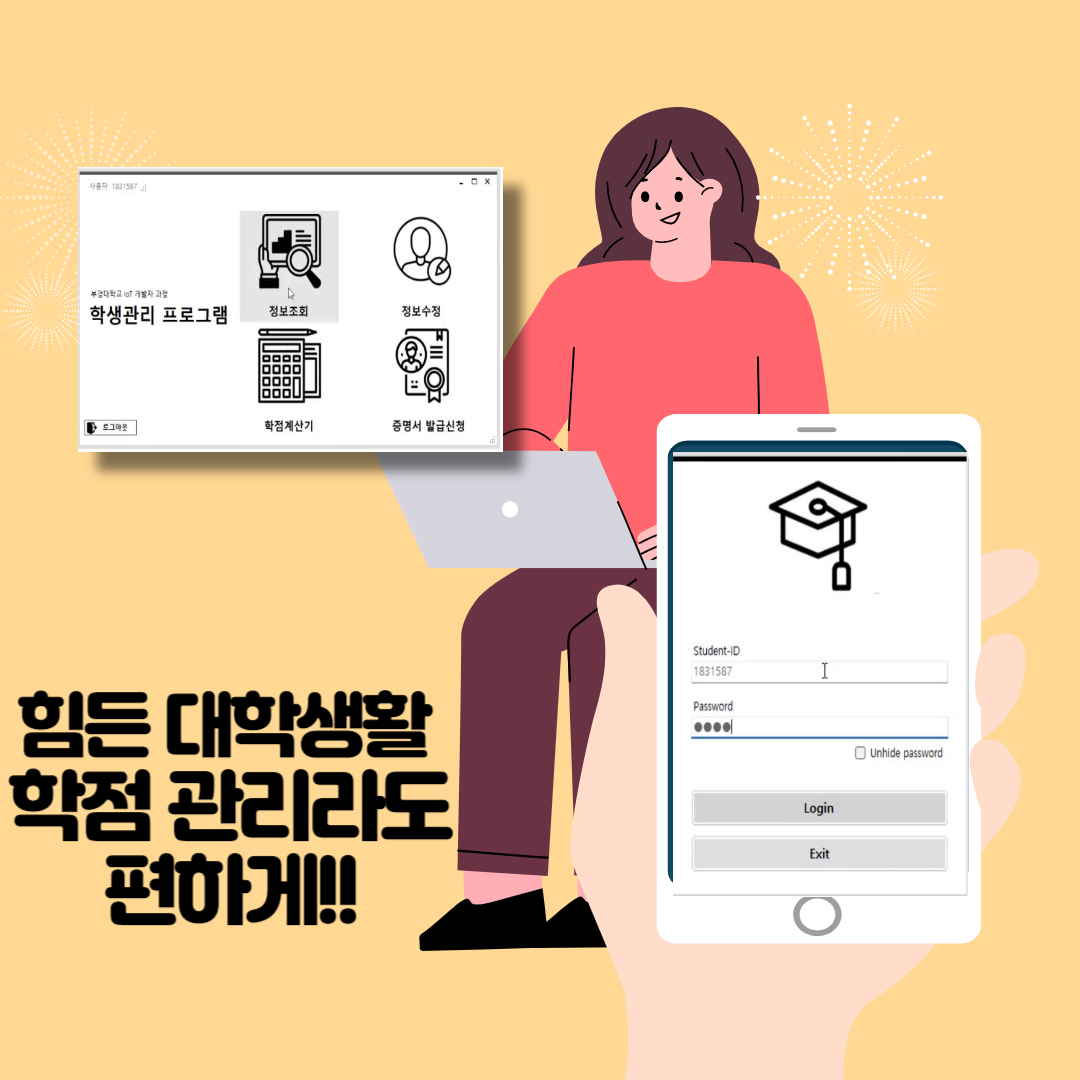 사용자 1831587
부경대학교 IoT 개발자 과정
학생관리 프로그램
정보조회
정보수정
학점계산기
증명서 발급신청
로그아웃
힘든 대학생활
학점 관리라도
편하게!!
Student-ID
1831587
Password
Unhide password
Login
Exit